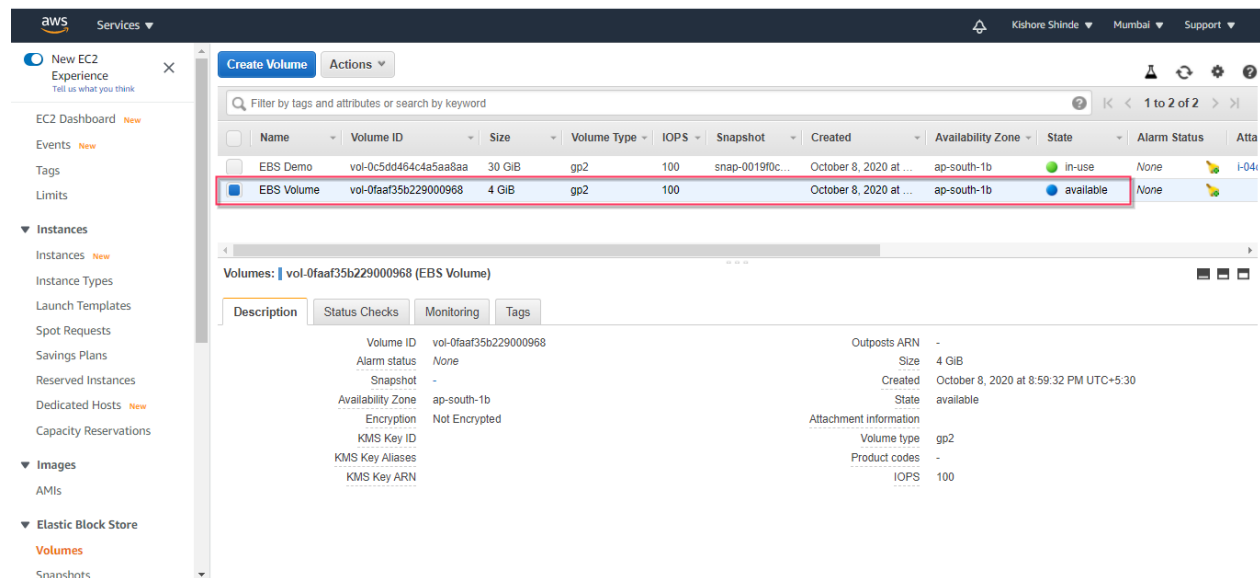 aws Services Kishore Shinde Mumbai Support
New EC2
Experience
Tell us what you think
EC2 Dashboard New
Events New
Tags
Limits
Instances
Instances New
Instance Types
Launch Templates
Spot Requests
Savings Plans
Reserved Instances
Dedicated Hosts New
Capacity Reservations
Images
AMIs
Elastic Block Store
Volumes
Snapshots
Create Volume Actions
Filter by tags and attributes or search by keyword 1 to 2 of 2
Name Volume ID Size Volume Type IOPS Snapshot Created Availability Zone State Alarm Status Atta
EBS Demo vol-0c5dd464c4a5aa8aa 30 GiB gp2 100 snap-0019f0c... October 8, 2020 at ... ap-south-1b in-use None i-04
EBS Volume vol-0faaf35b229000968 4 GiB gp2 100 October 8, 2020 at ... ap-south-1b available None
Volumes: vol-0faaf35b229000968 (EBS Volume)
Description Status Checks Monitoring Tags
Volume ID vol-0faaf35b229000968 Outposts ARN -
Alarm status None Size 4 GiB
Snapshot - Created October 8, 2020 at 8:59:32 PM UTC+5:30
Availability Zone ap-south-1b State available
Encryption Not Encrypted Attachment information
KMS Key ID Volume type gp2
KMS Key Aliases Product codes -
KMS Key ARN IOPS 100